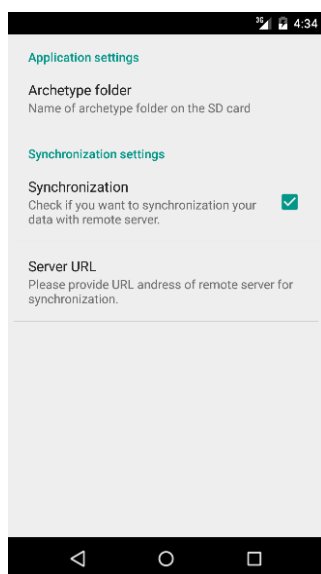 3G 4:34
Application settings
Archetype folder
Name of archetype folder on the SD card
Synchronization settings
Synchronization
Check if you want to synchronization your
data with remote server.
Server URL
Please provide URL andress of remote server for
synchronization.